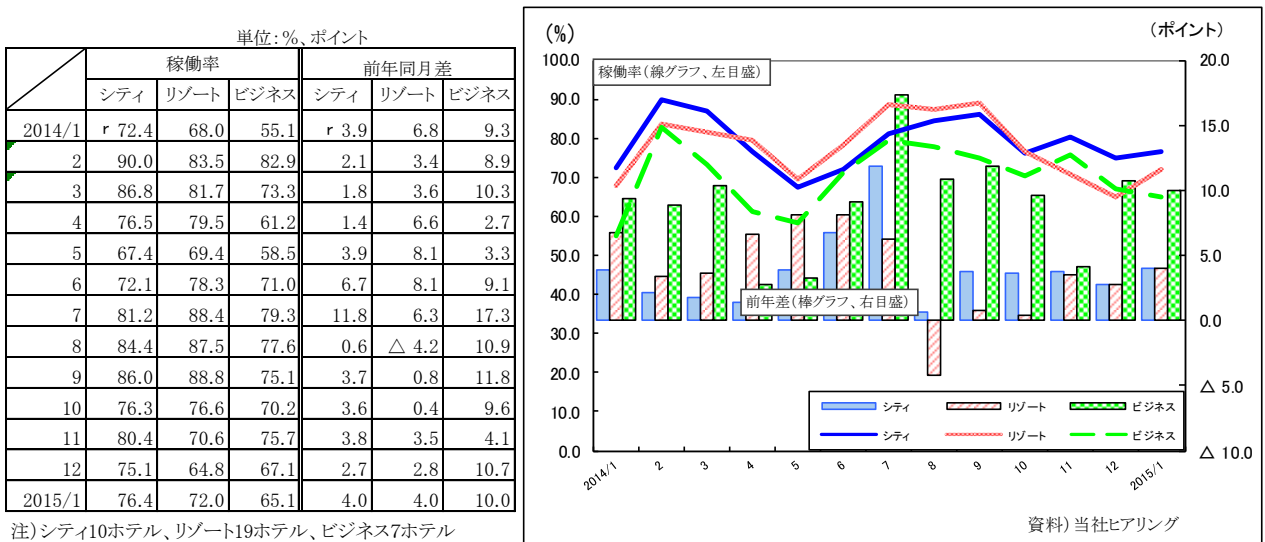 単位：％、ポイント
稼働率 前年同月差
シティ リゾート ビジネス シティ リゾート ビジネス
2014/1 r 72.4 68.0 55.1 r 3.9 6.8 9.3
2 90.0 83.5 82.9 2.1 3.4 8.9
3 86.8 81.7 73.3 1.8 3.6 10.3
4 76.5 79.5 61.2 1.4 6.6 2.7
5 67.4 69.4 58.5 3.9 8.1 3.3
6 72.1 78.3 71.0 6.7 8.1 9.1
7 81.2 88.4 79.3 11.8 6.3 17.3
8 84.4 87.5 77.6 0.6 △ 4.2 10.9
9 86.0 88.8 75.1 3.7 0.8 11.8
10 76.3 76.6 70.2 3.6 0.4 9.6
11 80.4 70.6 75.7 3.8 3.5 4.1
12 75.1 64.8 67.1 2.7 2.8 10.7
2015/1 76.4 72.0 65.1 4.0 4.0 10.0
注）シティ10ホテル、リゾート19ホテル、ビジネス7ホテル
(％) (ポイント)
稼働率（線グラフ、左目盛）
前年差（棒グラフ、右目盛）
100.0
90.0
80.0
70.0
60.0
50.0
40.0
30.0
20.0
10.0
0.0
20.0
15.0
10.0
5.0
0.0
△ 5.0
△ 10.0
シティ リゾート ビジネス
シティ リゾート ビジネス
2014/1 2 3 4 5 6 7 8 9 10 11 12 2015/1
資料）当社ヒアリング